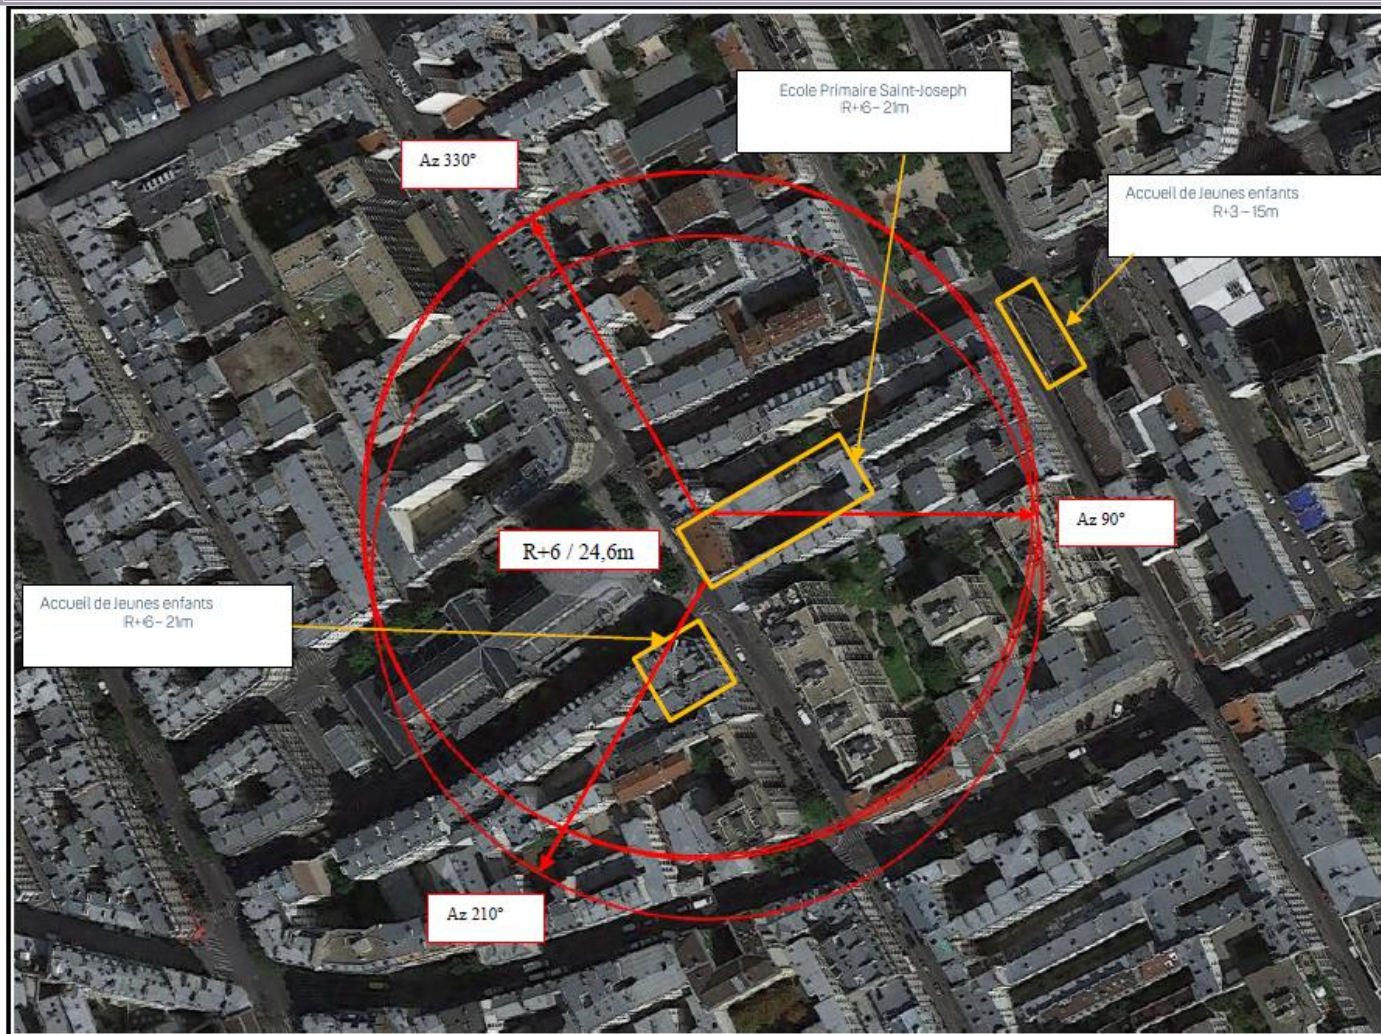 Ecole Primaire Saint-Joseph
R+6 – 21m
Az 330°
Accueil de Jeunes enfants
R+3 – 15m
Az 90°
R+6 / 24,6m
Accueil de Jeunes enfants
R+6 – 21m
Az 210°